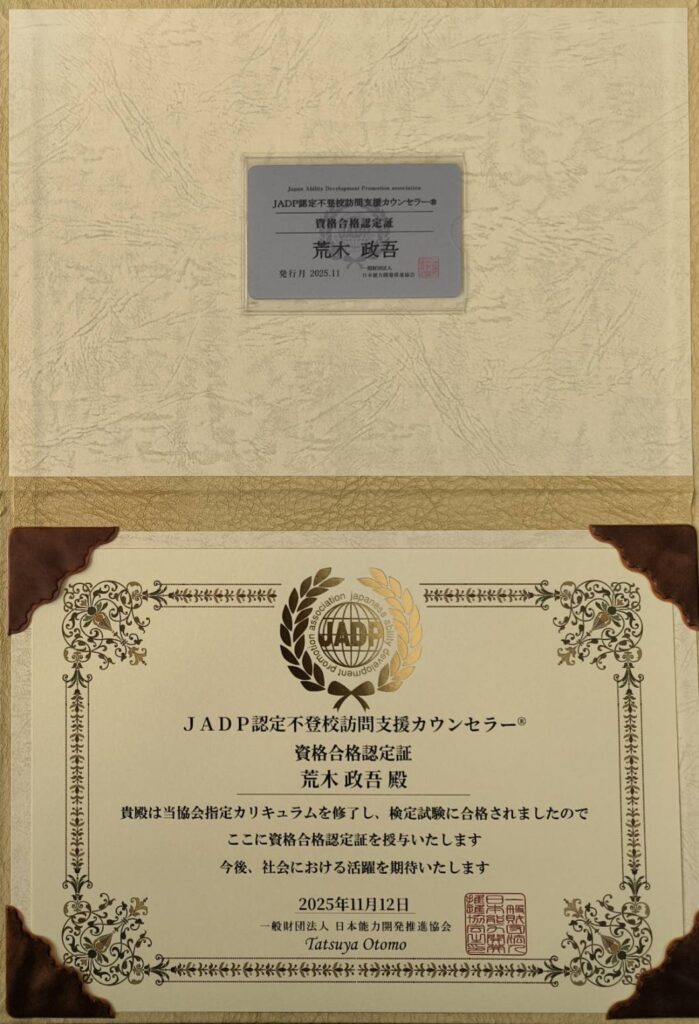 Japan Ability Development Promotion association
JADP認定不登校訪問支援カウンセラー®
資格合格認定証
荒木 政吾
発行月 2025.11
一般財団法人
日本能力開発推進協会
japanese ability development promotion association
JADP
JADP認定不登校訪問支援カウンセラー®
資格合格認定証
荒木 政吾 殿
貴殿は当協会指定カリキュラムを修了し、検定試験に合格されましたので
ここに資格合格認定証を授与いたします
今後、社会における活躍を期待いたします
2025年11月12日
一般財団法人 日本能力開発推進協会
Tatsuya Otomo